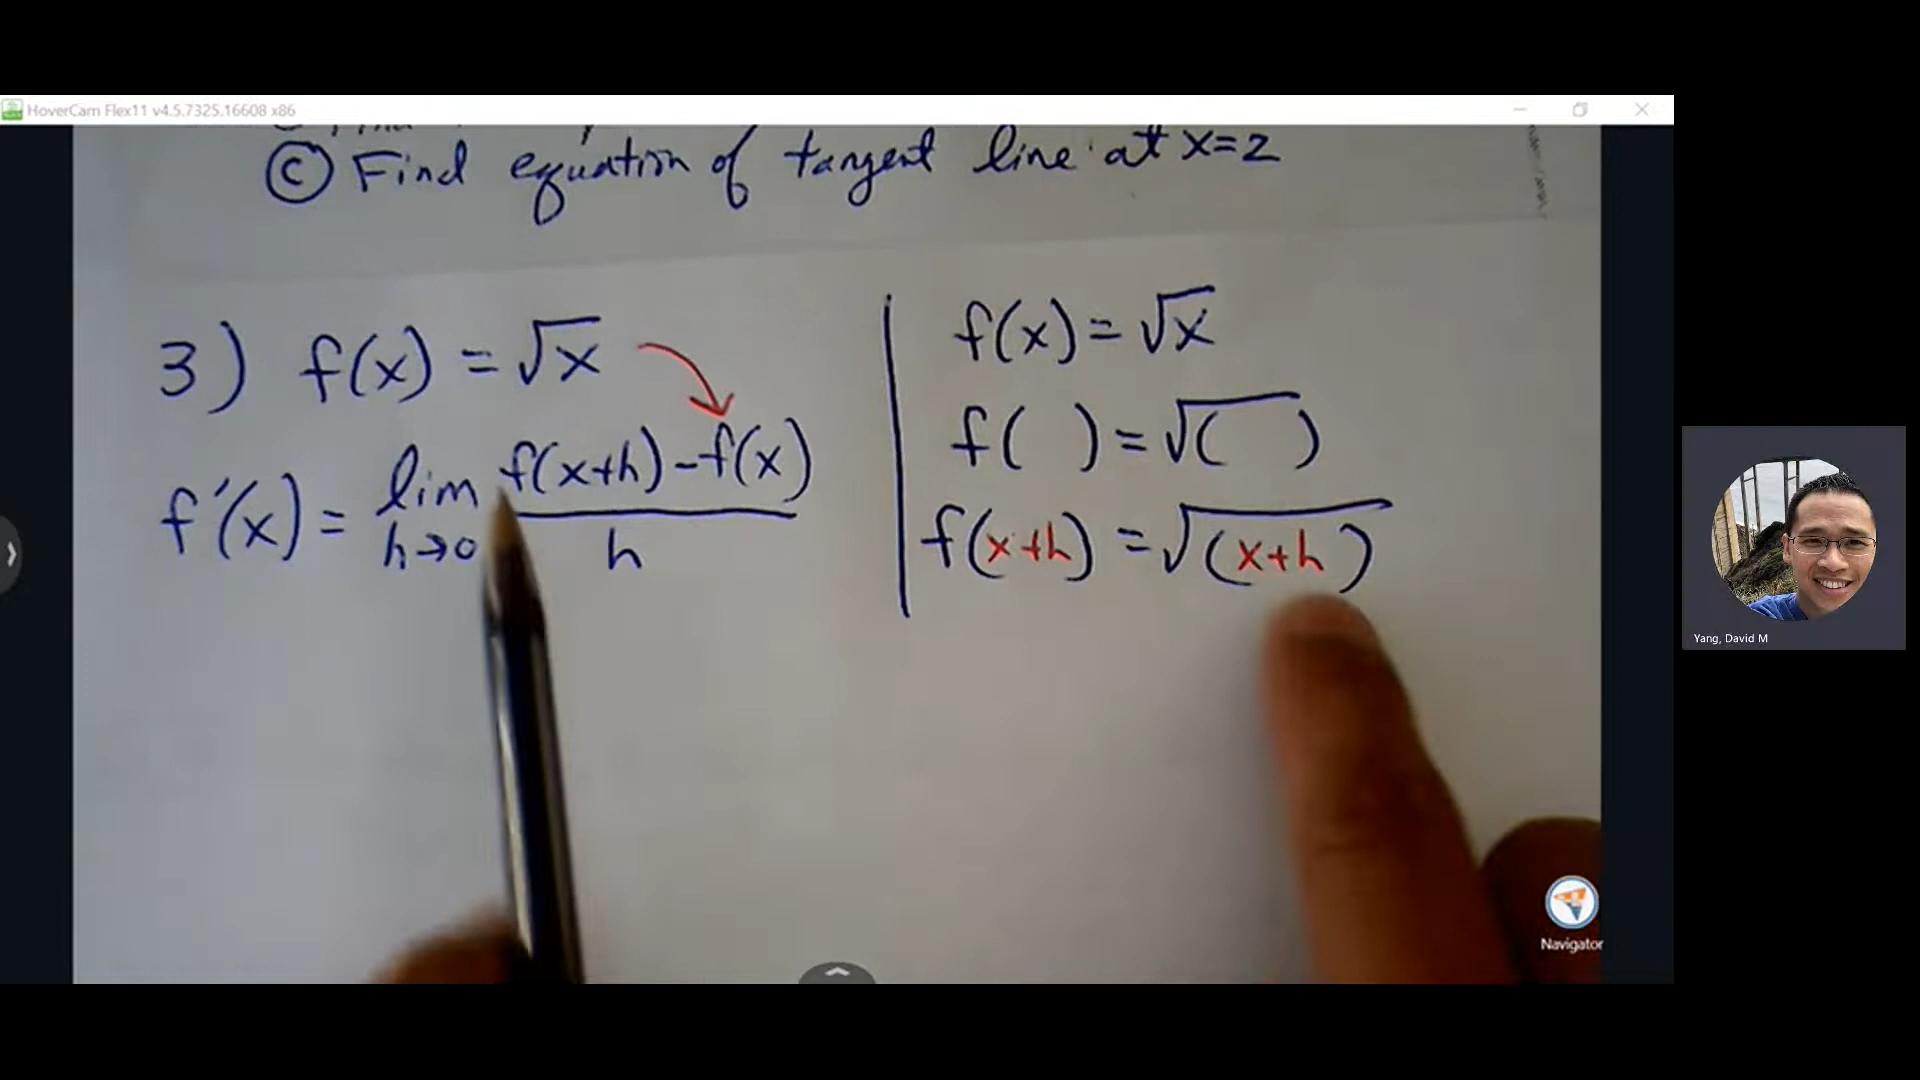 HoverCam Flex11 v4.5.7325.16608 x86
Ⓒ Find equation of tangent line at x=2
3) f(x) = √x
f'(x) = lim h→0 f(x+h) - f(x) / h
f(x) = √x
f( ) = √( )
f(x+h) = √(x+h)
Yang, David M
Navigator